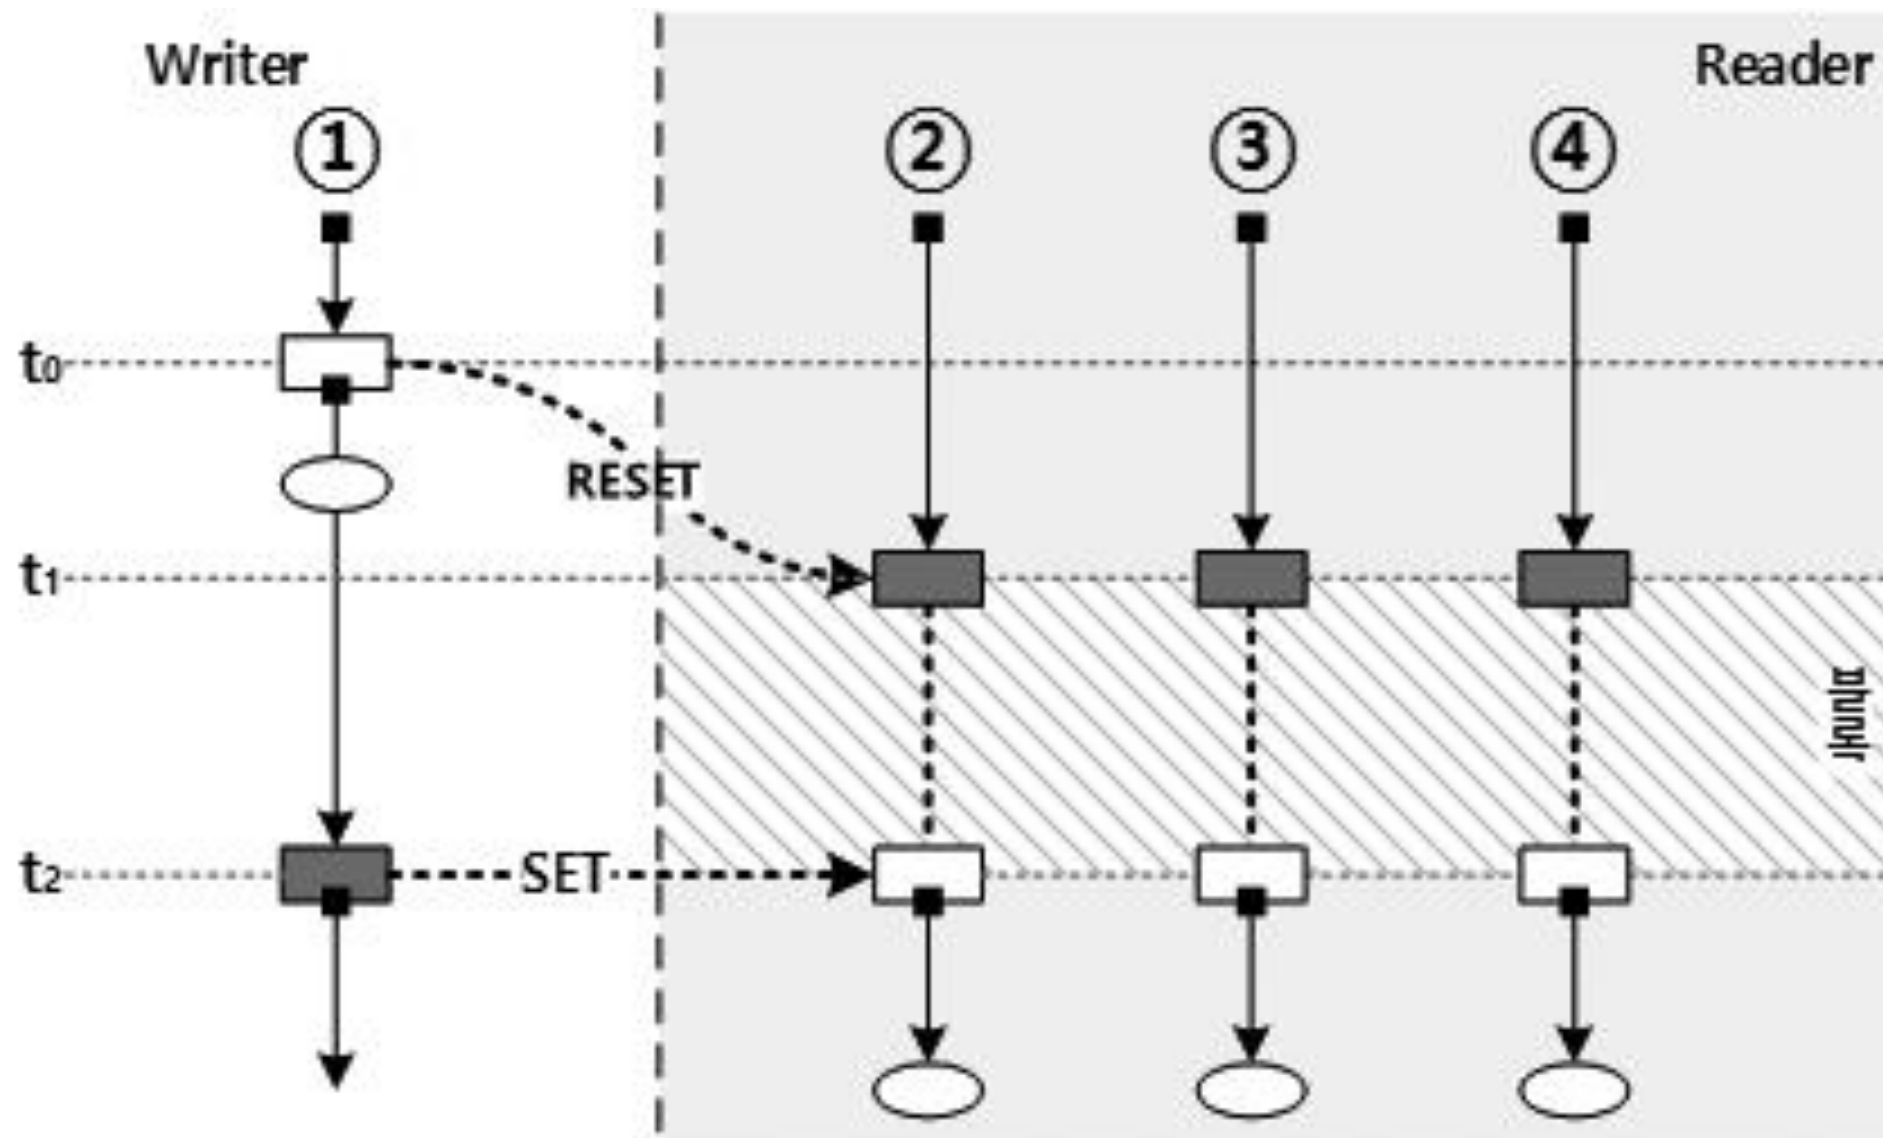 Writer
Reader
① ② ③ ④
t₀
RESET
t₁
t₂
SET